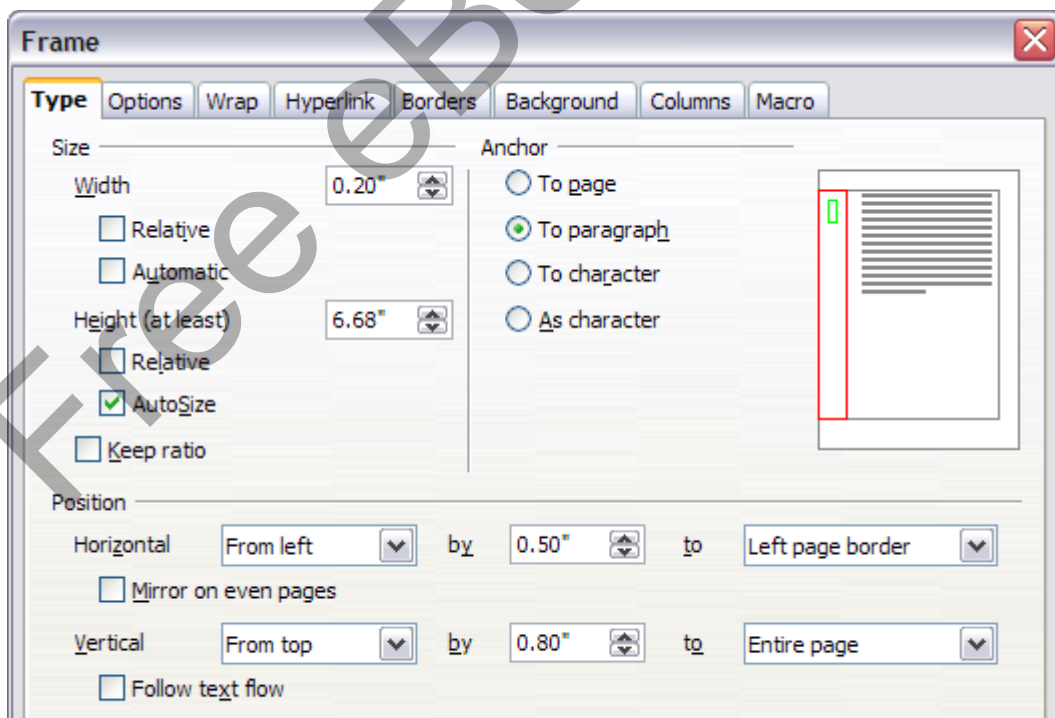 Frame
Type Options Wrap Hyperlink Borders Background Columns Macro
Size
Width 0.20"
Relative
Automatic
Height (at least) 6.68"
Relative
AutoSize
Keep ratio
Anchor
To page
To paragraph
To character
As character
Position
Horizontal From left by 0.50" to Left page border
Mirror on even pages
Vertical From top by 0.80" to Entire page
Follow text flow